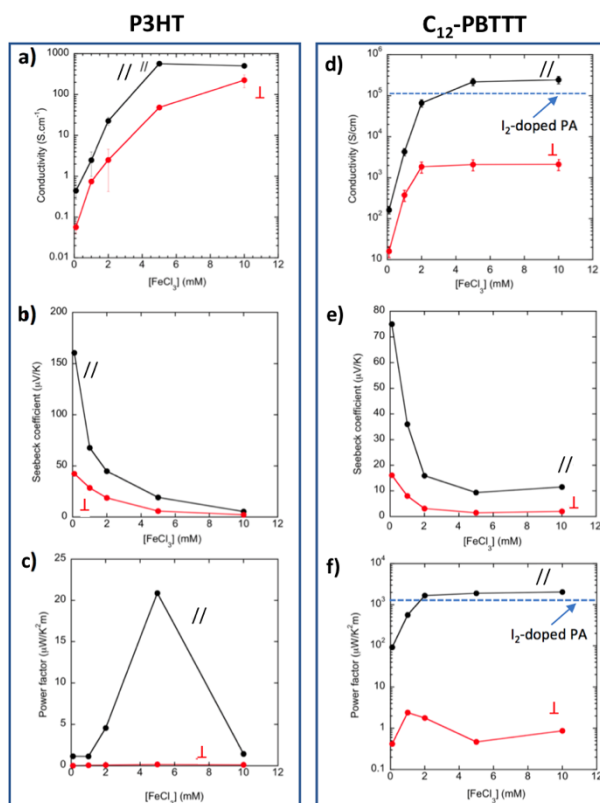 P3HT
C₁₂-PBTTT
a)
1000
100
10
1
0.1
0.01
Conductivity (S.cm⁻¹)
// //
⊥
0 2 4 6 8 10 12
[FeCl₃] (mM)
b)
200
150
100
50
0
Seebeck coefficient (μV/K)
//
⊥
0 2 4 6 8 10 12
[FeCl₃] (mM)
c)
25
20
15
10
5
0
Power factor (μW/K²m)
//
⊥
0 2 4 6 8 10 12
[FeCl₃] (mM)
d)
10⁶
10⁵
10⁴
10³
10²
10
Conductivity (S/cm)
//
I₂-doped PA
⊥
0 2 4 6 8 10 12
[FeCl₃] (mM)
e)
80
70
60
50
40
30
20
10
0
Seebeck coefficient (μV/K)
//
⊥
0 2 4 6 8 10 12
[FeCl₃] (mM)
f)
10⁴
10³
10²
10¹
1
0.1
Power factor (μW/K²m)
//
I₂-doped PA
⊥
0 2 4 6 8 10 12
[FeCl₃] (mM)